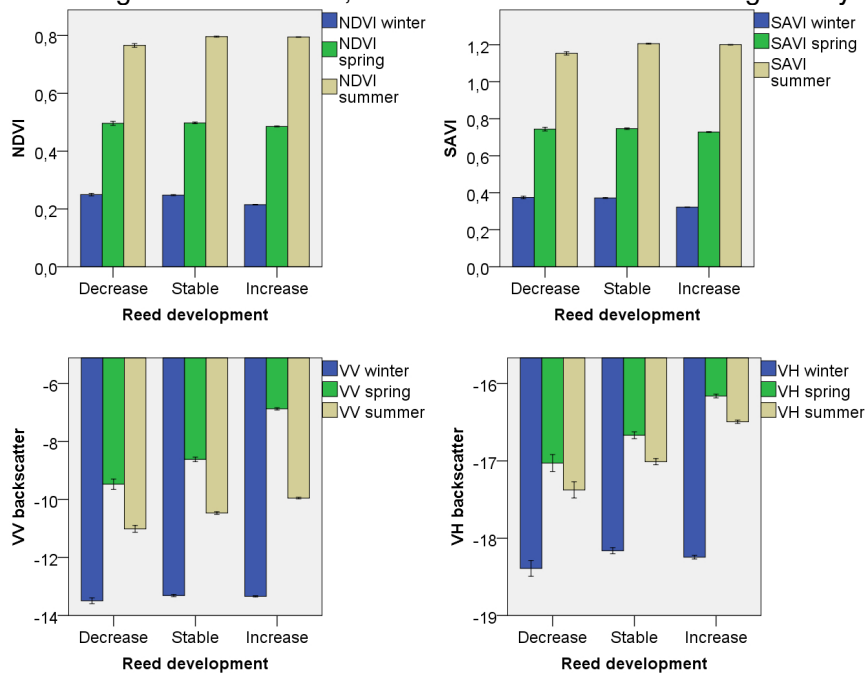 NDVI winter
NDVI
spring
NDVI
summer
0,8
0,6
0,4
0,2
0,0
NDVI
Decrease Stable Increase
Reed development
SAVI winter
SAVI spring
SAVI
summer
1,2
1,0
0,8
0,6
0,4
0,2
0,0
SAVI
Decrease Stable Increase
Reed development
VV winter
VV spring
VV summer
-6
-8
-10
-12
-14
VV backscatter
Decrease Stable Increase
Reed development
VH winter
VH spring
VH summer
-16
-17
-18
-19
VH backscatter
Decrease Stable Increase
Reed development